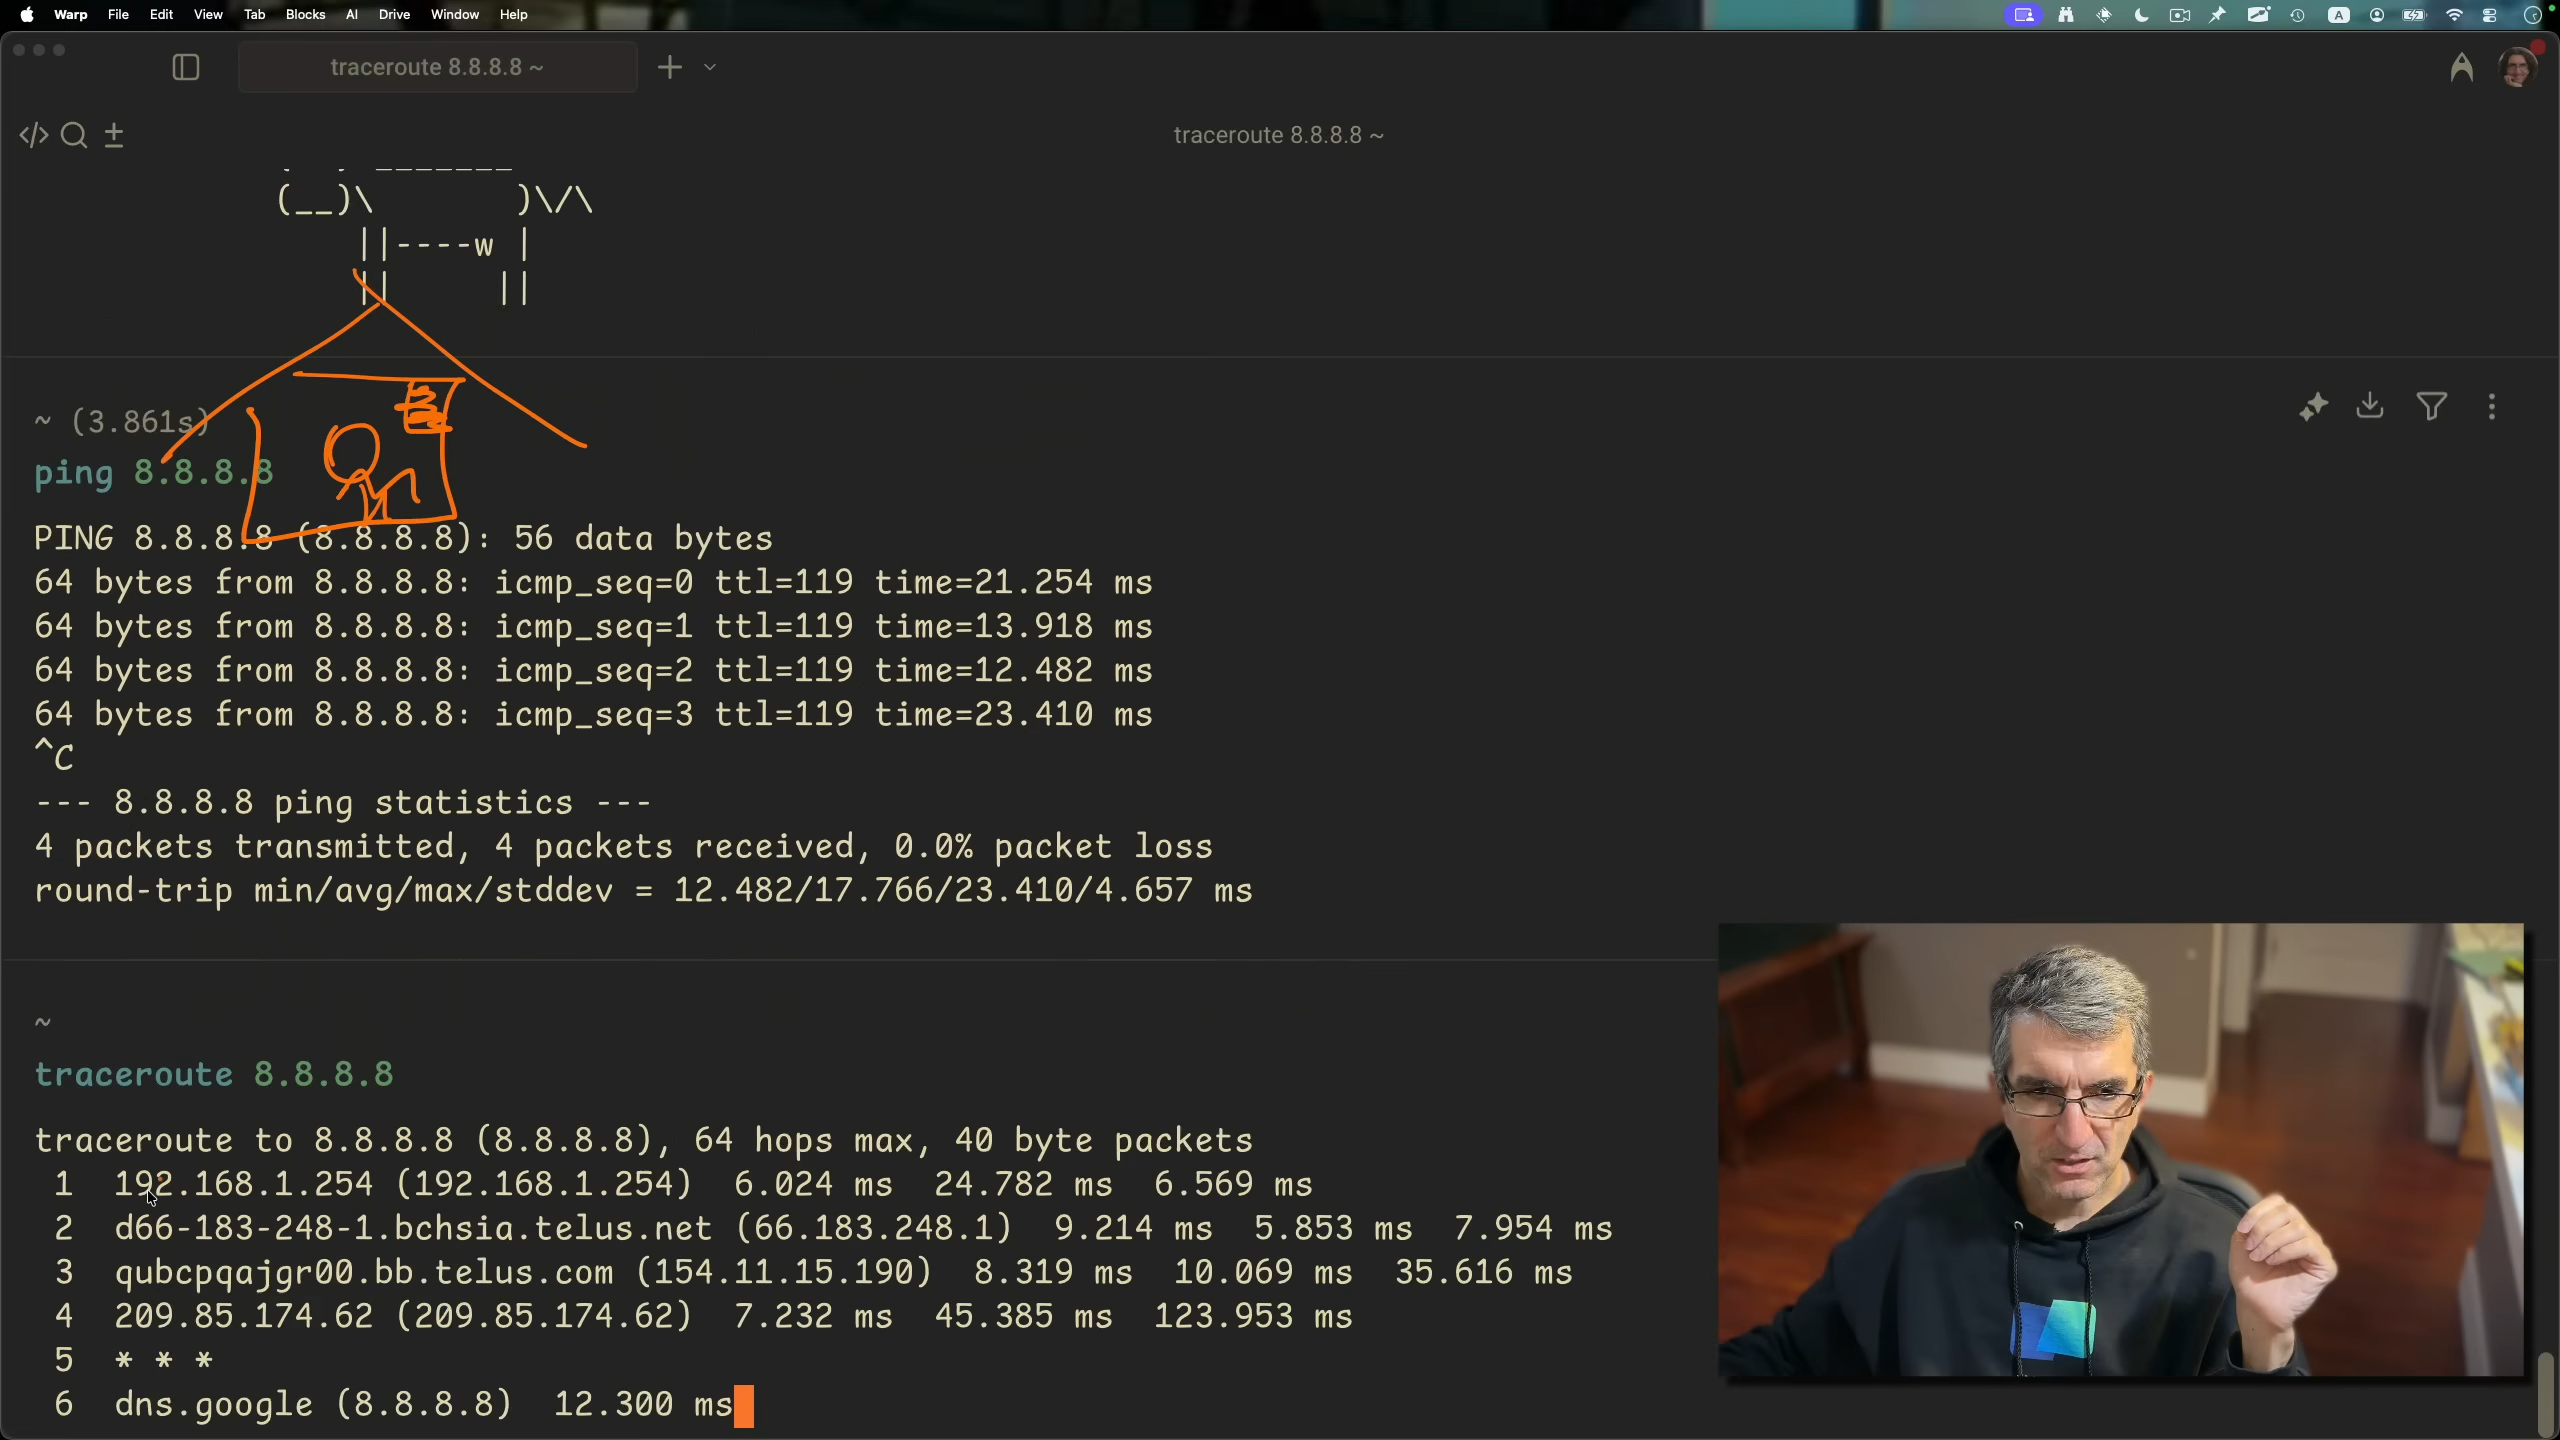 Warp File Edit View Tab Blocks AI Drive Window Help
traceroute 8.8.8.8 ~
traceroute 8.8.8.8 ~
(__)\       )\/\
||----w |
||     ||
~ (3.861s)
ping 8.8.8.8
PING 8.8.8.8 (8.8.8.8): 56 data bytes
64 bytes from 8.8.8.8: icmp_seq=0 ttl=119 time=21.254 ms
64 bytes from 8.8.8.8: icmp_seq=1 ttl=119 time=13.918 ms
64 bytes from 8.8.8.8: icmp_seq=2 ttl=119 time=12.482 ms
64 bytes from 8.8.8.8: icmp_seq=3 ttl=119 time=23.410 ms
^C
--- 8.8.8.8 ping statistics ---
4 packets transmitted, 4 packets received, 0.0% packet loss
round-trip min/avg/max/stddev = 12.482/17.766/23.410/4.657 ms
~
traceroute 8.8.8.8
traceroute to 8.8.8.8 (8.8.8.8), 64 hops max, 40 byte packets
1 192.168.1.254 (192.168.1.254) 6.024 ms 24.782 ms 6.569 ms
2 d66-183-248-1.bchsia.telus.net (66.183.248.1) 9.214 ms 5.853 ms 7.954 ms
3 qubcpqajgr00.bb.telus.com (154.11.15.190) 8.319 ms 10.069 ms 35.616 ms
4 209.85.174.62 (209.85.174.62) 7.232 ms 45.385 ms 123.953 ms
5 * * *
6 dns.google (8.8.8.8) 12.300 ms